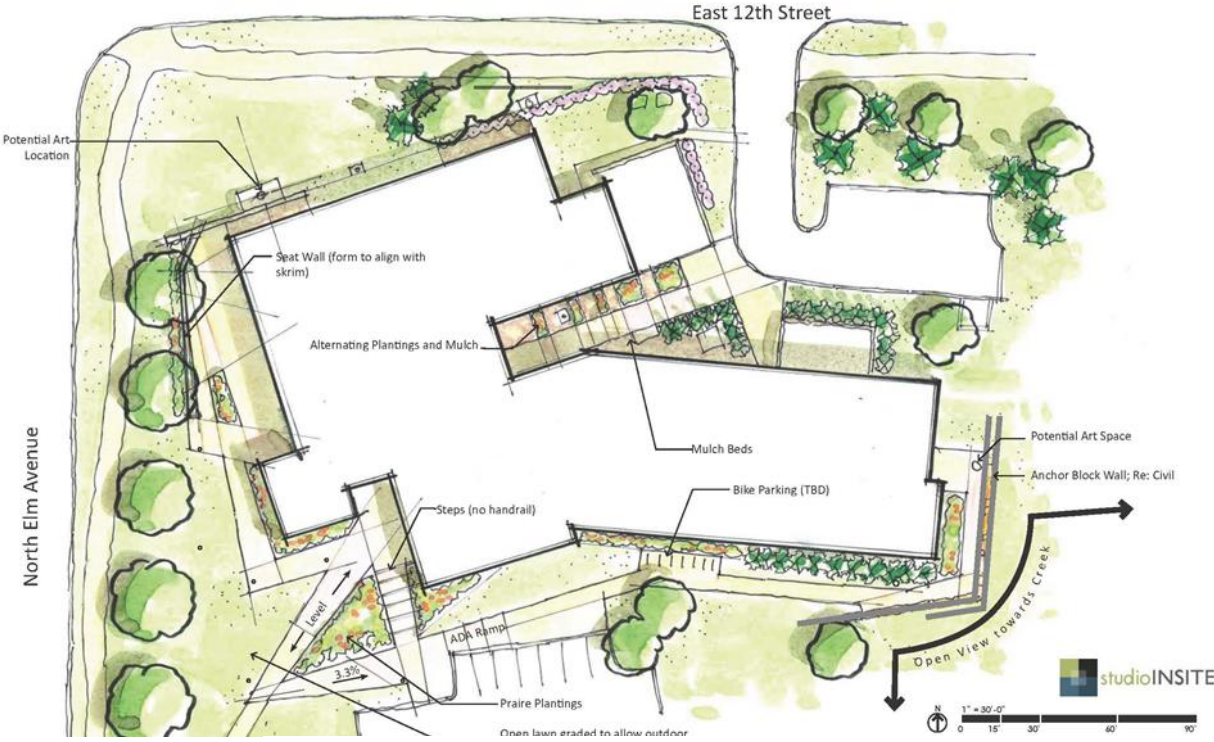 East 12th Street
Potential Art
Location
Seat Wall (form to align with
skrim)
Alternating Plantings and Mulch
Mulch Beds
Potential Art Space
Anchor Block Wall; Re: Civil
Bike Parking (TBD)
Steps (no handrail)
North Elm Avenue
Level
ADA Ramp
3.3%
Open View towards Creek
Praire Plantings
Open lawn graded to allow outdoor
studioINSITE
N
1" = 30'-0"
0 15' 30' 60' 90'